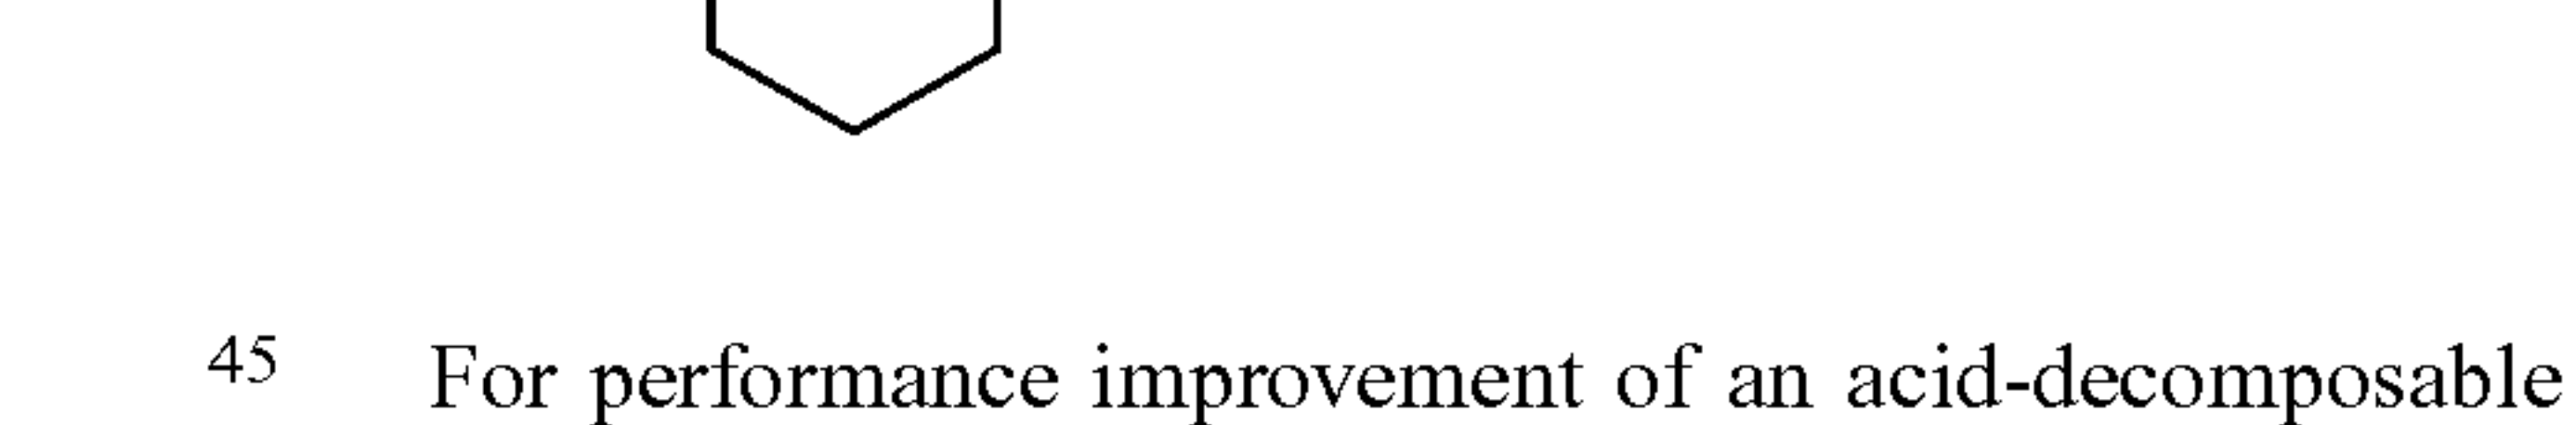 45 For performance improvement of an acid-decomposable